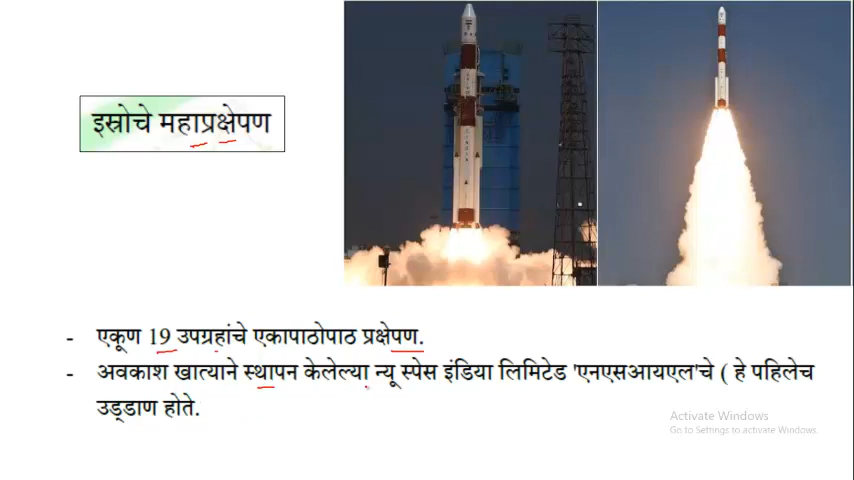 इस्रोचे महाप्रक्षेपण
- एकूण 19 उपग्रहांचे एकापाठोपाठ प्रक्षेपण.
- अवकाश खात्याने स्थापन केलेल्या न्यू स्पेस इंडिया लिमिटेड 'एनएसआयएल'चे ( हे पहिलेच
उड्डाण होते.
Activate Windows
Go to Settings to activate Windows.